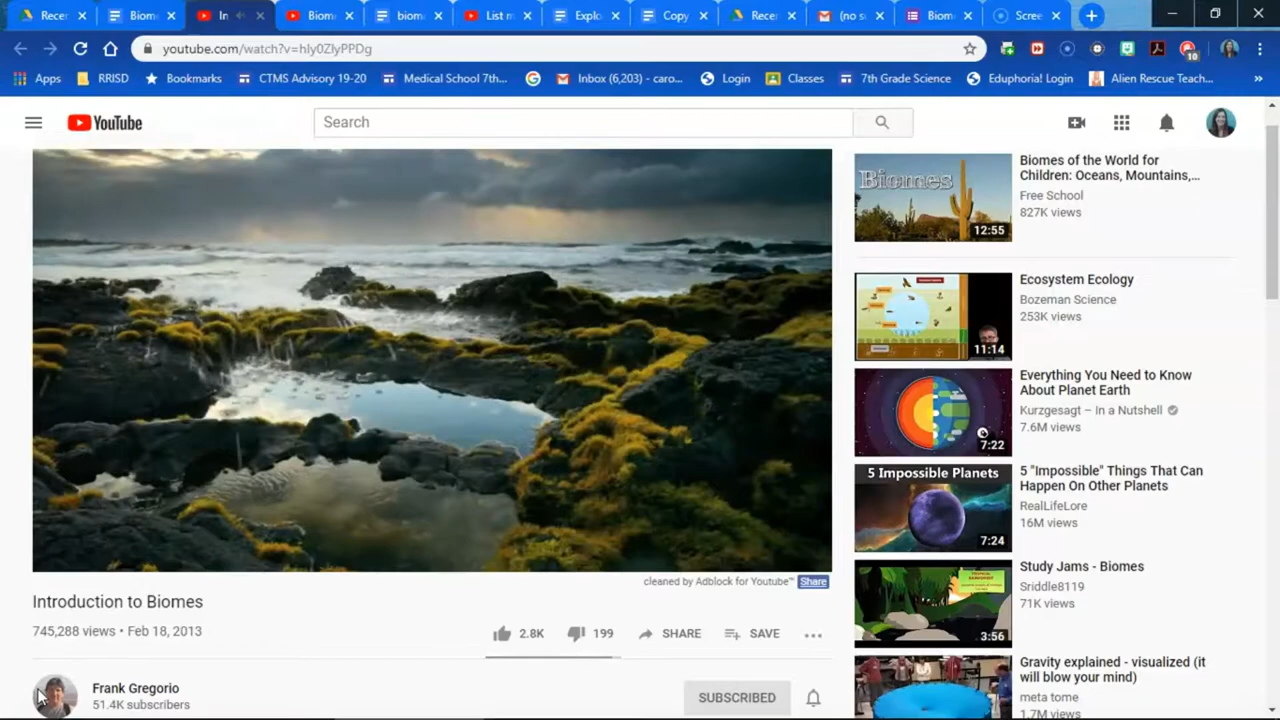 Recer
Biom
In
Biome
biom
List m
Explo
Copy
Recer
(no s
Biom
Scree
youtube.com/watch?v=hIy0ZlyPPDg
10
Apps
RRISD
Bookmarks
CTMS Advisory 19-20
Medical School 7th...
Inbox (6,203) - caro...
Login
Classes
7th Grade Science
Eduphoria! Login
Alien Rescue Teach...
»
YouTube
Search
Biomes
12:55
Biomes of the World for
Children: Oceans, Mountains,...
Free School
827K views
11:14
Ecosystem Ecology
Bozeman Science
253K views
7:22
Everything You Need to Know
About Planet Earth
Kurzgesagt – In a Nutshell
7.6M views
5 Impossible Planets
7:24
5 "Impossible" Things That Can
Happen On Other Planets
RealLifeLore
16M views
3:56
Study Jams - Biomes
Sriddle8119
71K views
Gravity explained - visualized (it
will blow your mind)
meta tome
1.7M views
cleaned by Adblock for Youtube™ Share
Introduction to Biomes
745,288 views • Feb 18, 2013
2.8K
199
SHARE
SAVE
Frank Gregorio
51.4K subscribers
SUBSCRIBED